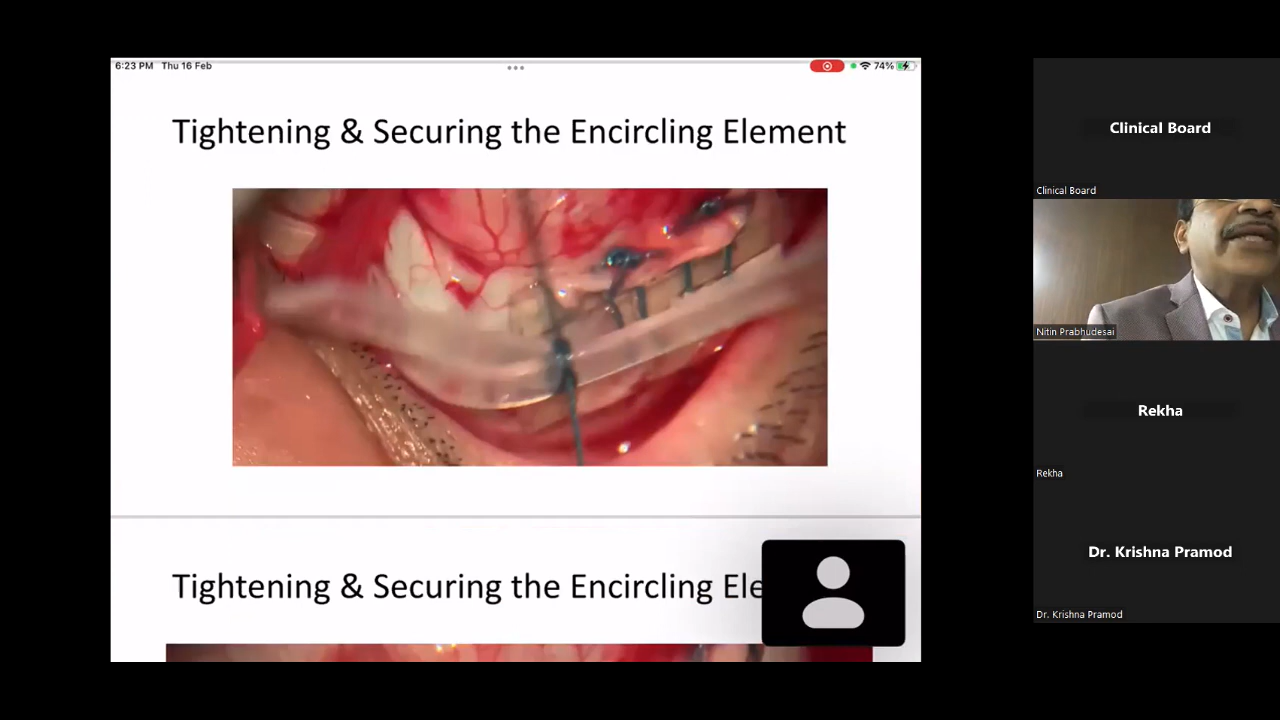 6:23 PM Thu 16 Feb
74%
Tightening & Securing the Encircling Element
Tightening & Securing the Encircling Ele
Clinical Board
Clinical Board
Nitin Prabhudesai
Rekha
Rekha
Dr. Krishna Pramod
Dr. Krishna Pramod